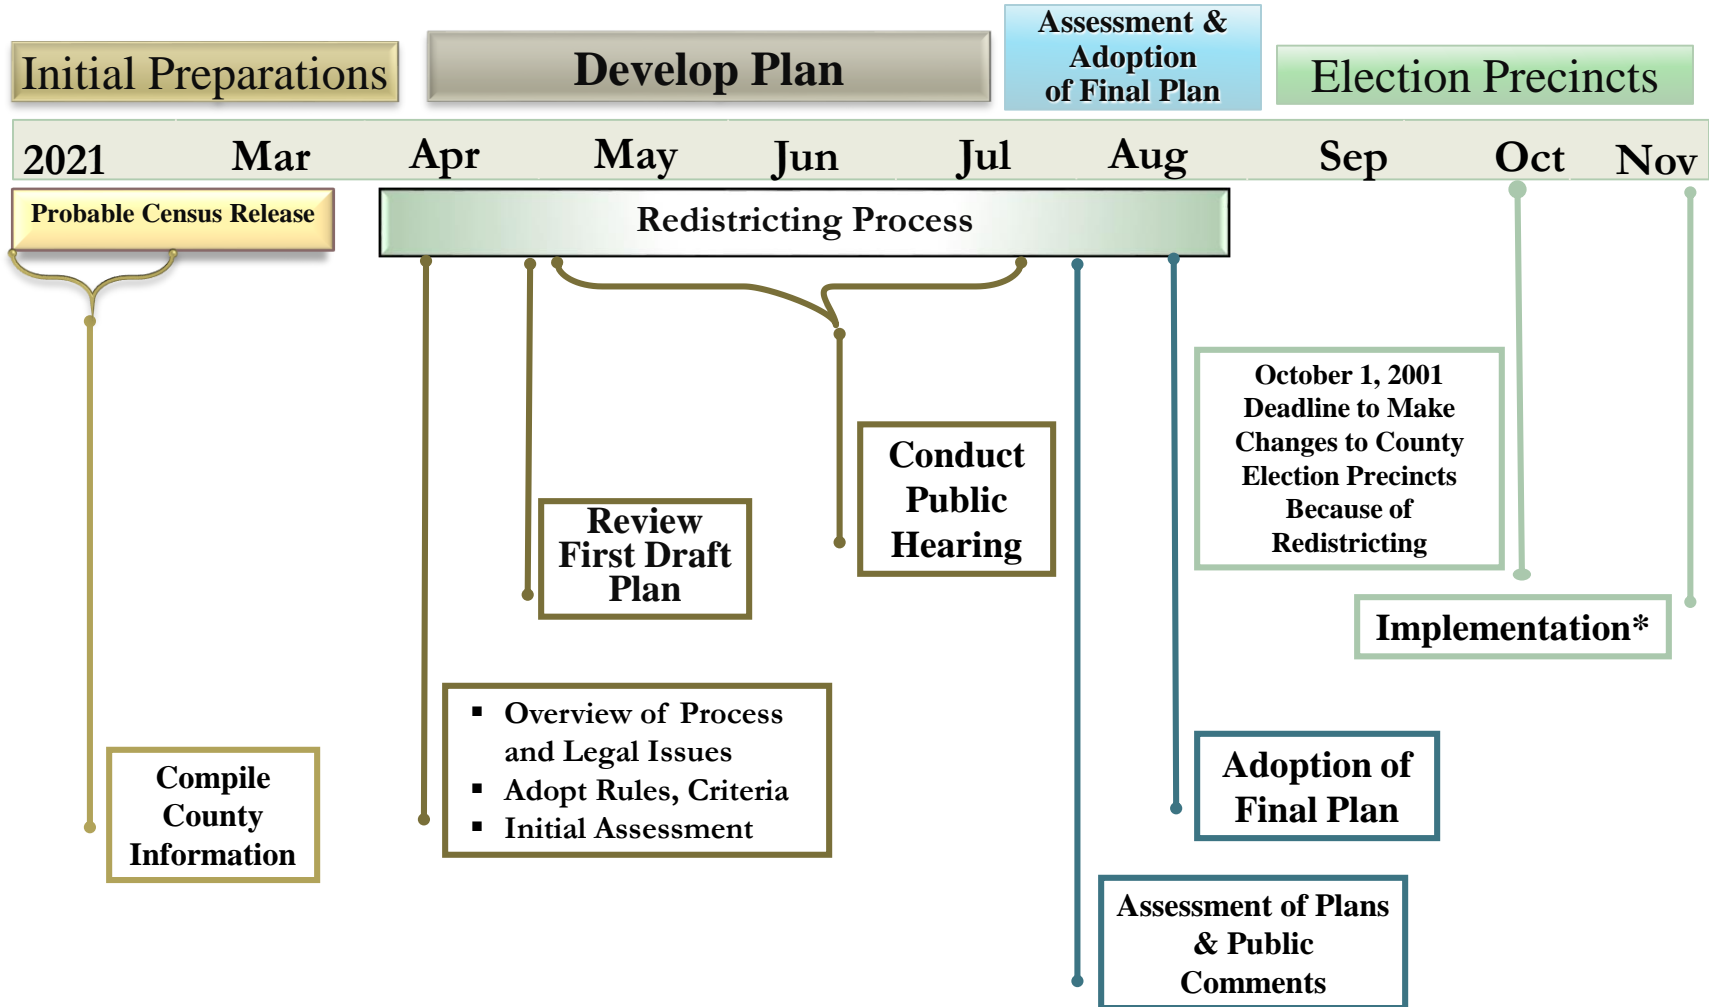 Initial Preparations
Develop Plan
Assessment &
Adoption
of Final Plan
Election Precincts
2021 Mar Apr May Jun Jul Aug Sep Oct Nov
Probable Census Release
Redistricting Process
October 1, 2001
Deadline to Make
Changes to County
Election Precincts
Because of
Redistricting
Conduct
Public
Hearing
Review
First Draft
Plan
Implementation*
▪ Overview of Process
and Legal Issues
▪ Adopt Rules, Criteria
▪ Initial Assessment
Compile
County
Information
Adoption of
Final Plan
Assessment of Plans
& Public
Comments